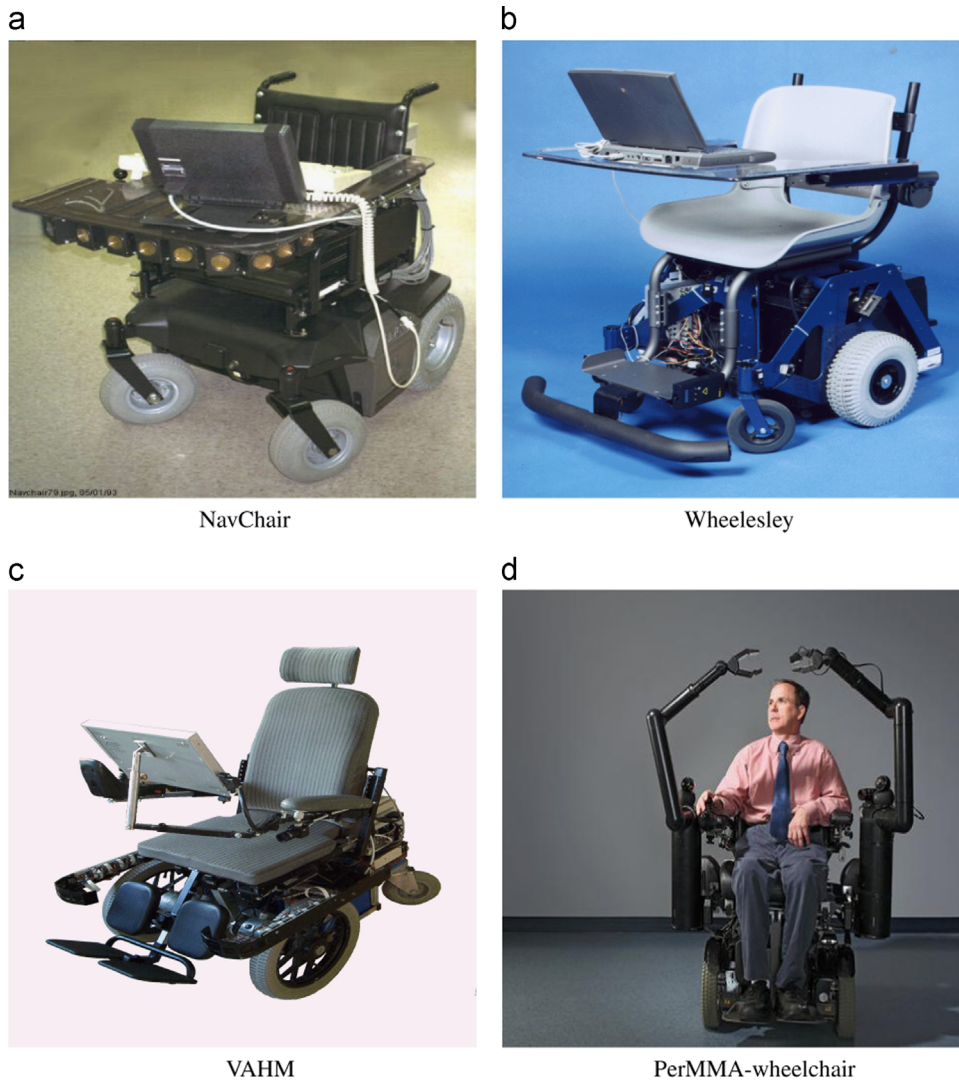 a
b
Navchair79.jpg, 05/01/93
NavChair
Wheelesley
c
d
VAHM
PerMMA-wheelchair